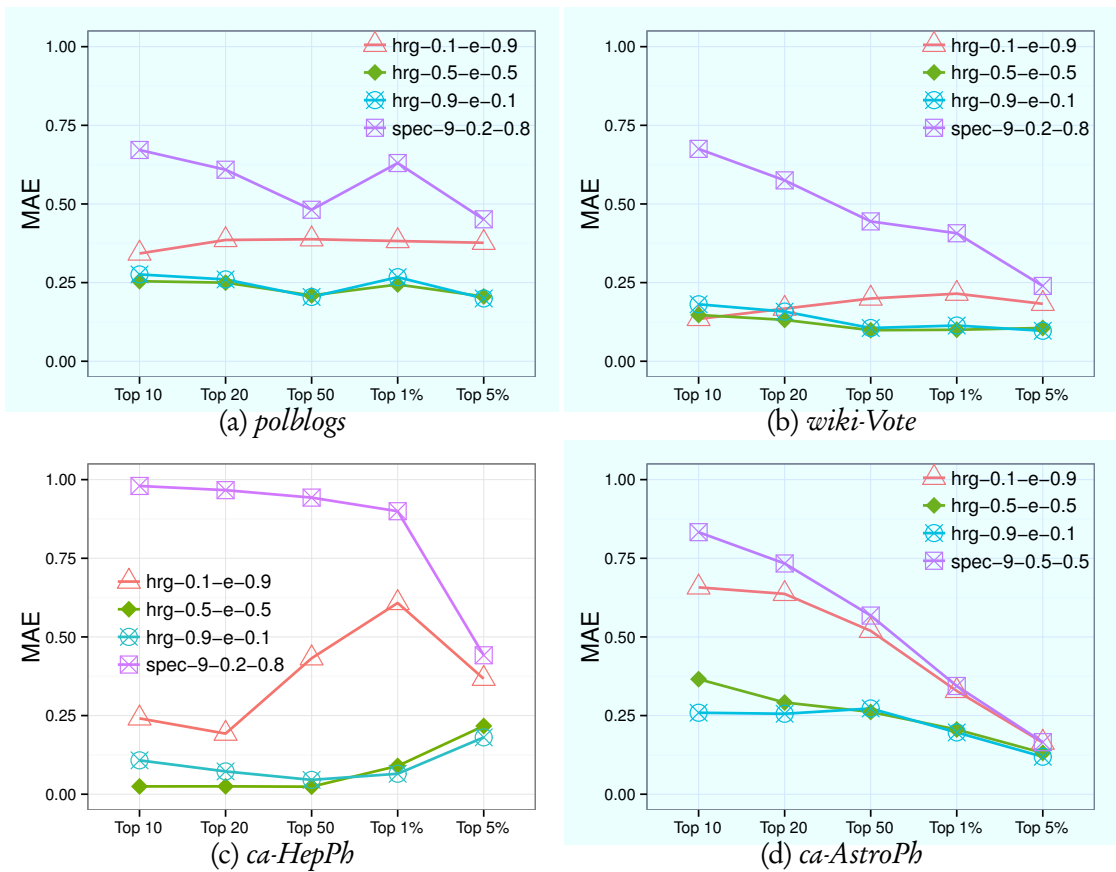 1.00
0.75
0.50
0.25
0.00
MAE
hrg−0.1−e−0.9
hrg−0.5−e−0.5
hrg−0.9−e−0.1
spec−9−0.2−0.8
Top 10 Top 20 Top 50 Top 1% Top 5%
(a) polblogs
1.00
0.75
0.50
0.25
0.00
MAE
hrg−0.1−e−0.9
hrg−0.5−e−0.5
hrg−0.9−e−0.1
spec−9−0.2−0.8
Top 10 Top 20 Top 50 Top 1% Top 5%
(b) wiki-Vote
1.00
0.75
0.50
0.25
0.00
MAE
hrg−0.1−e−0.9
hrg−0.5−e−0.5
hrg−0.9−e−0.1
spec−9−0.2−0.8
Top 10 Top 20 Top 50 Top 1% Top 5%
(c) ca-HepPh
1.00
0.75
0.50
0.25
0.00
MAE
hrg−0.1−e−0.9
hrg−0.5−e−0.5
hrg−0.9−e−0.1
spec−9−0.5−0.5
Top 10 Top 20 Top 50 Top 1% Top 5%
(d) ca-AstroPh